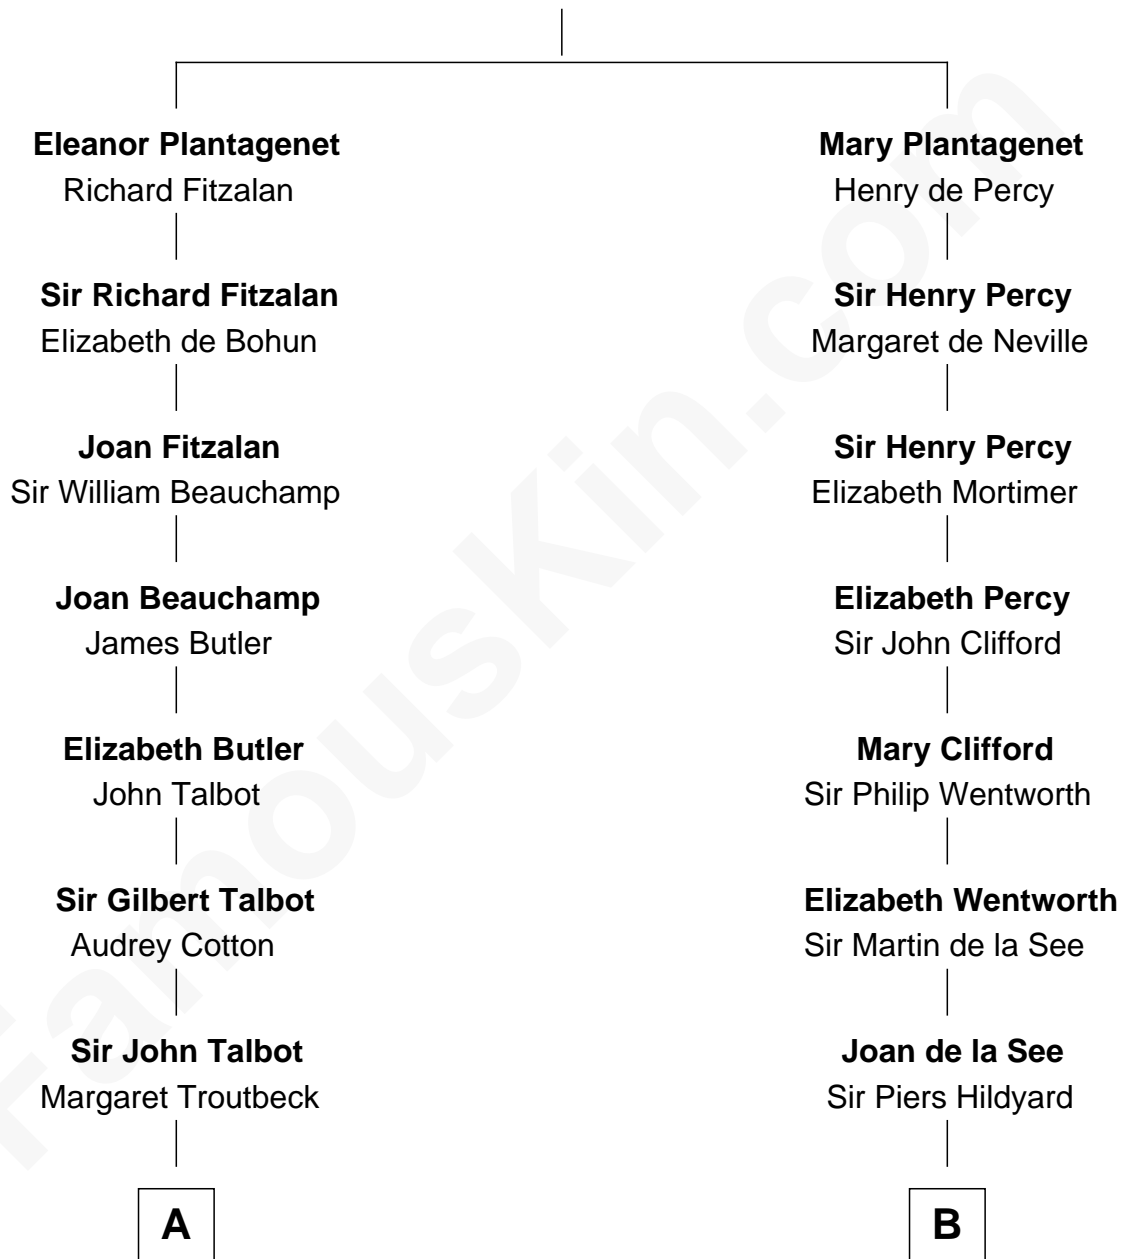 Eleanor Plantagenet
Richard Fitzalan
Sir Richard Fitzalan
Elizabeth de Bohun
Joan Fitzalan
Sir William Beauchamp
Joan Beauchamp
James Butler
Elizabeth Butler
John Talbot
Sir Gilbert Talbot
Audrey Cotton
Sir John Talbot
Margaret Troutbeck
A
Mary Plantagenet
Henry de Percy
Sir Henry Percy
Margaret de Neville
Sir Henry Percy
Elizabeth Mortimer
Elizabeth Percy
Sir John Clifford
Mary Clifford
Sir Philip Wentworth
Elizabeth Wentworth
Sir Martin de la See
Joan de la See
Sir Piers Hildyard
B
FamousKin.com